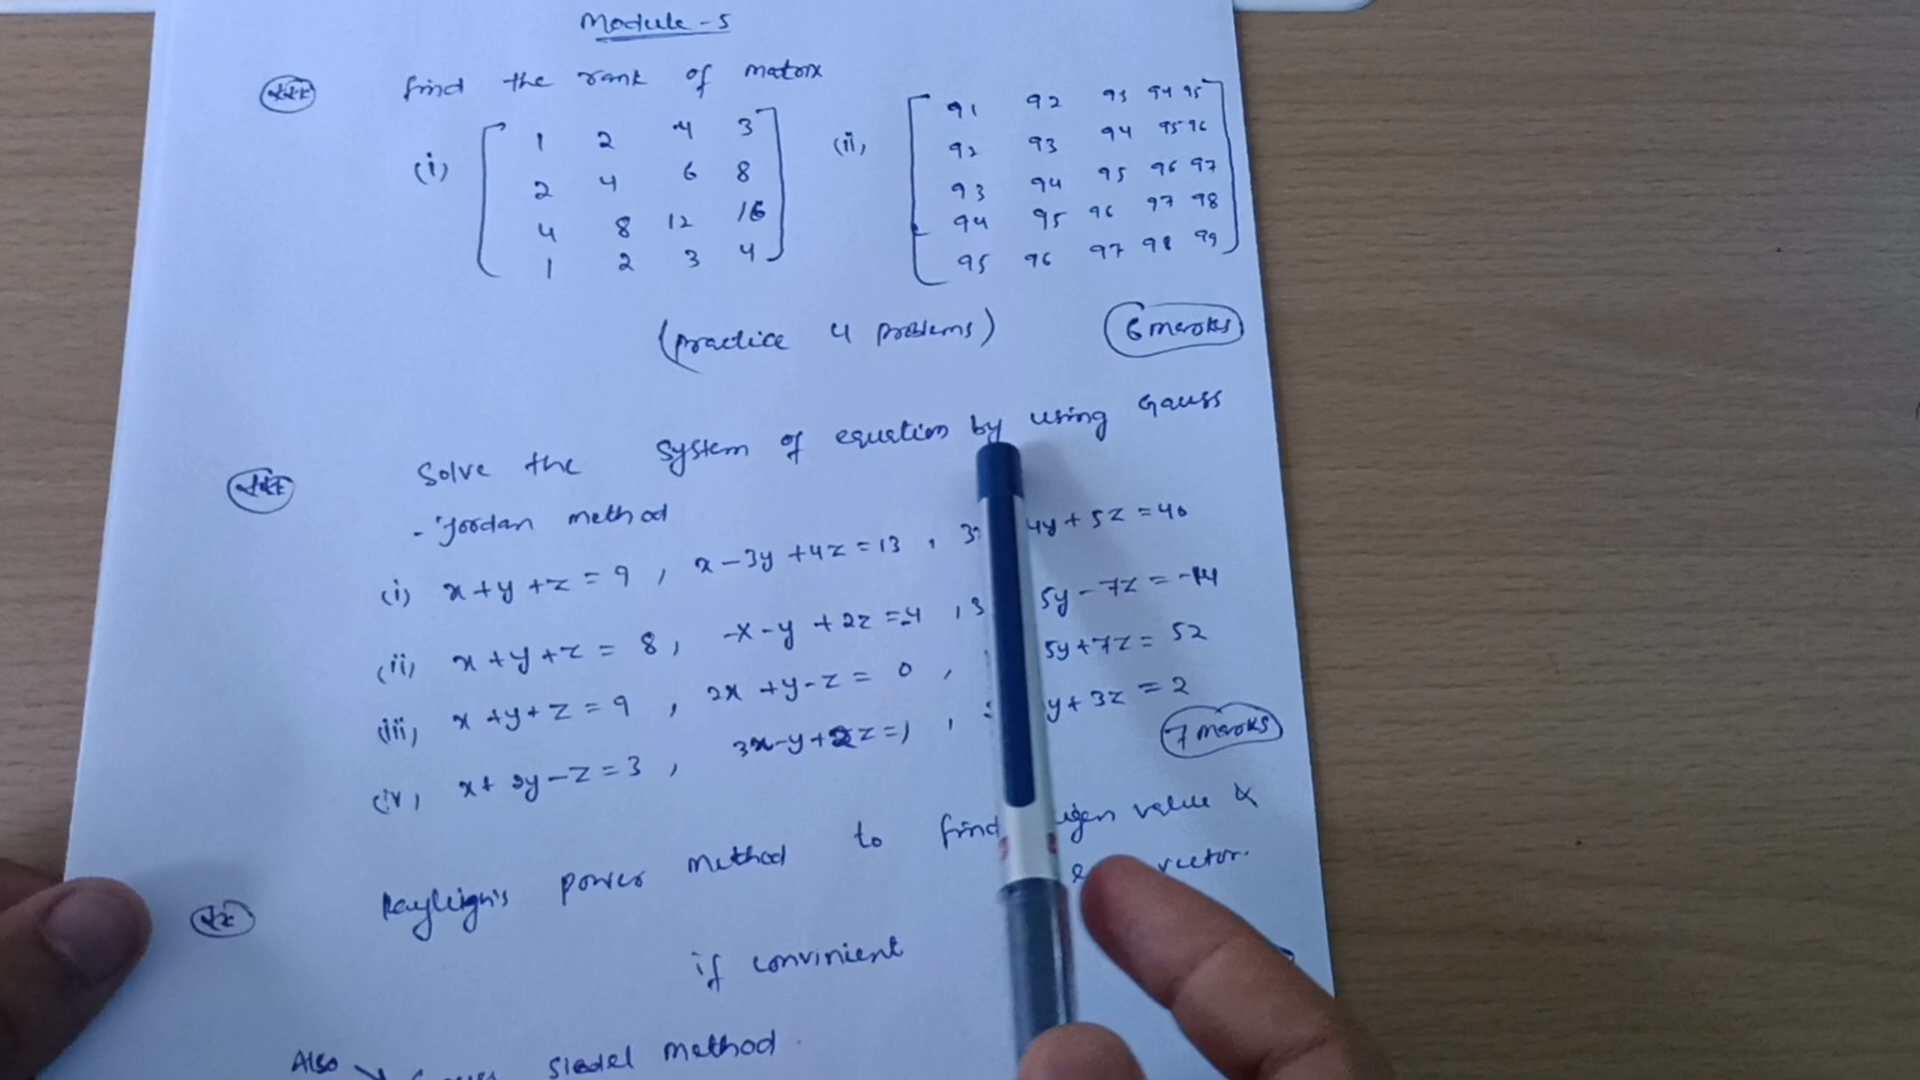 Module-5
*** find the rank of matrix
(i) [ 1 2 4 3 (ii) [ 91 92 93 94 95 ]
2 4 6 8 92 93 94 95 96
4 8 12 16 93 94 95 96 97
1 2 3 4 ] 94 95 96 97 98
95 96 97 98 99
(practice 4 problems) 6 marks
*** Solve the system of equation by using Gauss
- Jordan method
(i) x+y+z=9, x-3y+4z=13, 3 4y+5z=40
(ii) x+y+z=8, -x-y+2z=-4, 3 5y-7z=-14
(iii) x+y+z=9, 2x+y-z=0, 5y+7z=52
(iv) x+2y-z=3, 3x-y+2z=1, y+3z=2
7 marks
** Rayleigh's power method to find eigen value &
vector.
if convinient
Also → Siedel method.